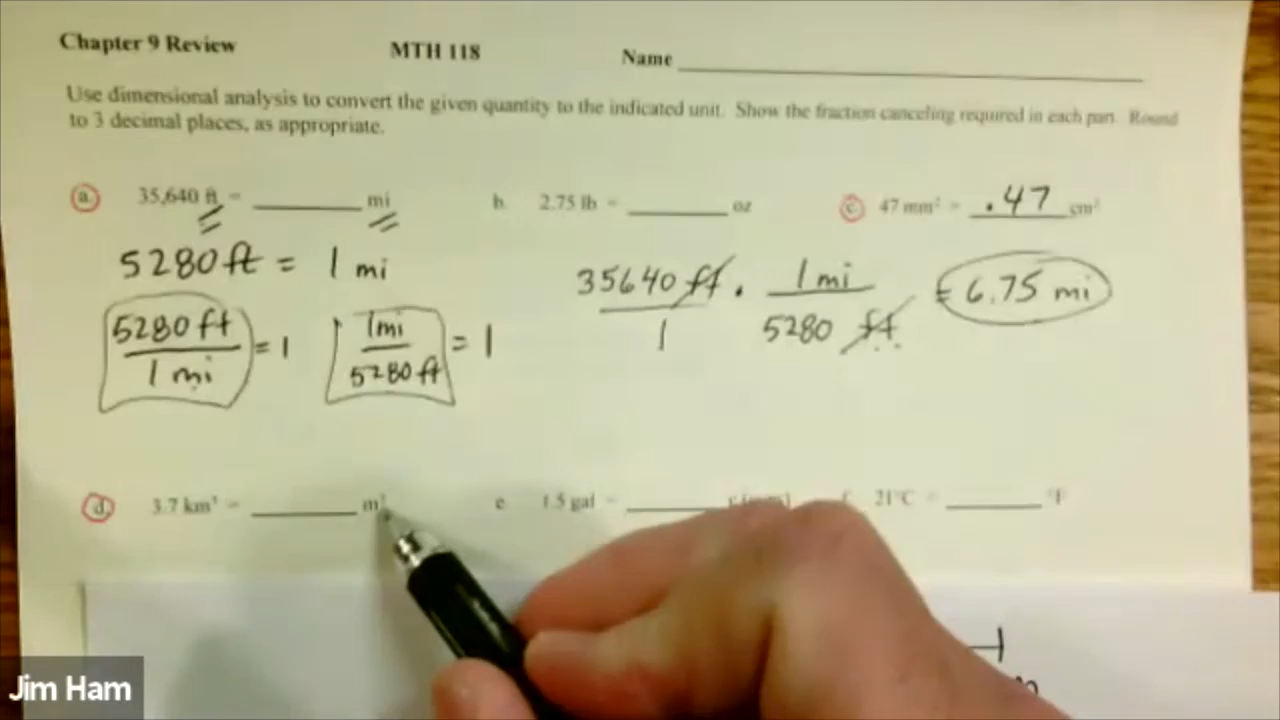 Chapter 9 Review MTH 118 Name
Use dimensional analysis to convert the given quantity to the indicated unit. Show the fraction canceling required in each part. Round
to 3 decimal places, as appropriate.
a. 35,640 ft = mi b. 2.75 lb = oz c. 47 mm² = .47 cm²
5280 ft = 1 mi
35640 ft · 1 mi = 6.75 mi
1 5280 ft
5280 ft = 1 1 mi = 1
1 mi 5280 ft
d. 3.7 km³ = m³ e 1.5 gal = f. 21°C = °F
Jim Ham